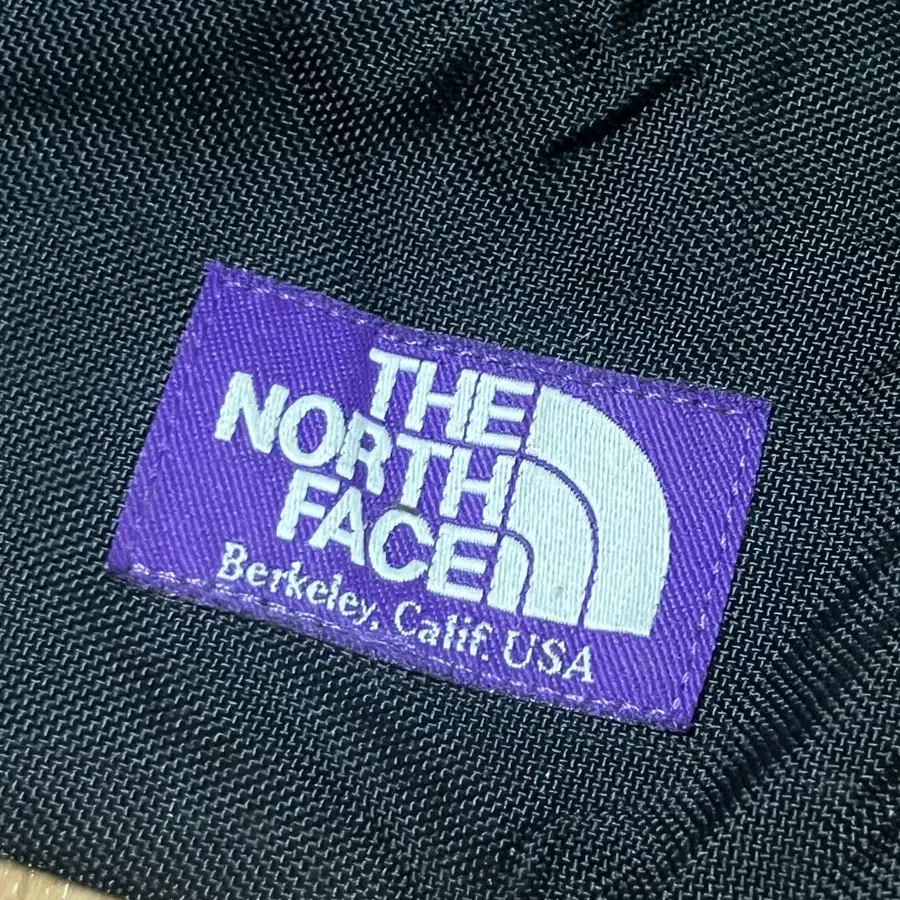 THE
NORTH
FACE
Berkeley, Calif. USA